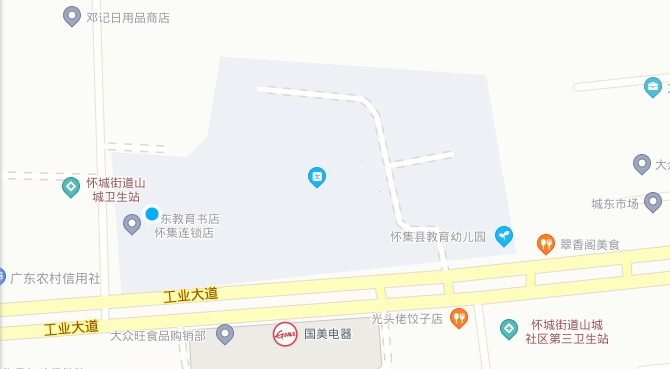 邓记日用品商店
大众
怀城街道山
城卫生站
城东市场
东教育书店
怀集连锁店
怀集县教育幼儿园
翠香阁美食
广东农村信用社
工业大道
工业大道
大众旺食品购销部
Gome
国美电器
光头佬饺子店
怀城街道山城
社区第三卫生站